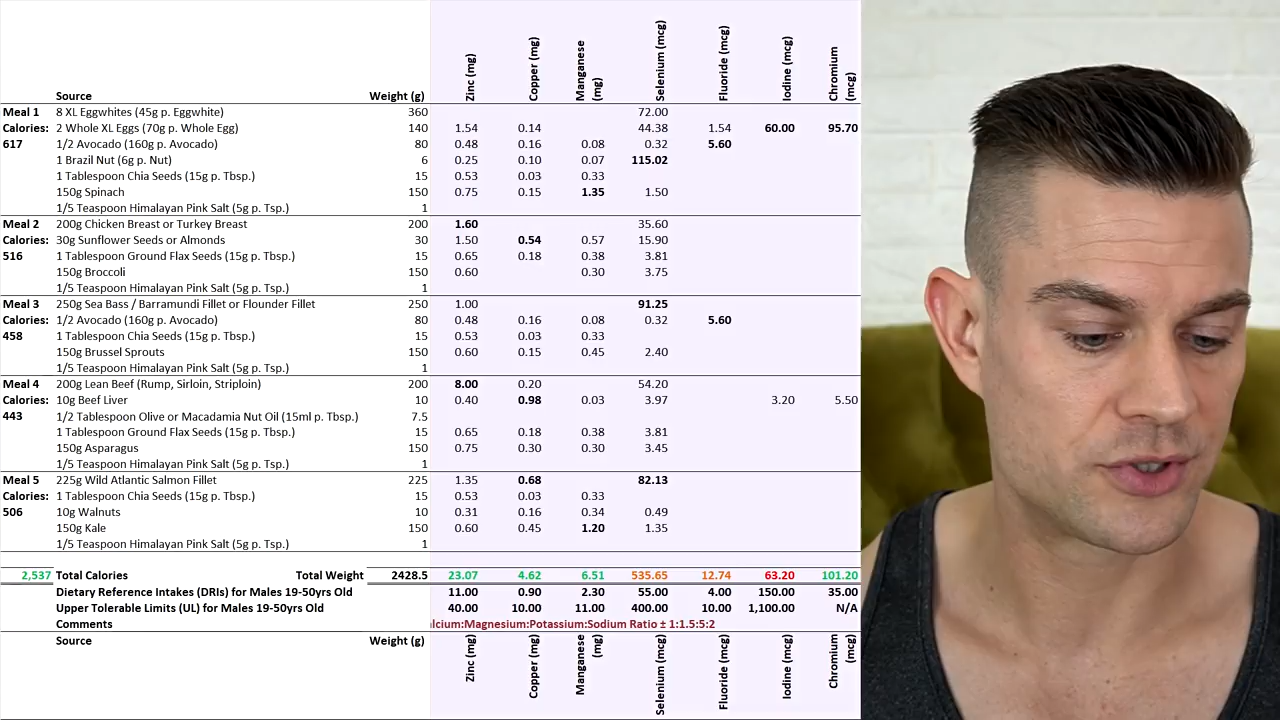 Source Weight (g) Zinc (mg) Copper (mg) Manganese (mg) Selenium (mcg) Fluoride (mcg) Iodine (mcg) Chromium (mcg)
Meal 1 8 XL Eggwhites (45g p. Eggwhite) 360 72.00
Calories: 2 Whole XL Eggs (70g p. Whole Egg) 140 1.54 0.14 44.38 1.54 60.00 95.70
617 1/2 Avocado (160g p. Avocado) 80 0.48 0.16 0.08 0.32 5.60
1 Brazil Nut (6g p. Nut) 6 0.25 0.10 0.07 115.02
1 Tablespoon Chia Seeds (15g p. Tbsp.) 15 0.53 0.03 0.33
150g Spinach 150 0.75 0.15 1.35 1.50
1/5 Teaspoon Himalayan Pink Salt (5g p. Tsp.) 1
Meal 2 200g Chicken Breast or Turkey Breast 200 1.60 35.60
Calories: 30g Sunflower Seeds or Almonds 30 1.50 0.54 0.57 15.90
516 1 Tablespoon Ground Flax Seeds (15g p. Tbsp.) 15 0.65 0.18 0.38 3.81
150g Broccoli 150 0.60 0.30 3.75
1/5 Teaspoon Himalayan Pink Salt (5g p. Tsp.) 1
Meal 3 250g Sea Bass / Barramundi Fillet or Flounder Fillet 250 1.00 91.25
Calories: 1/2 Avocado (160g p. Avocado) 80 0.48 0.16 0.08 0.32 5.60
458 1 Tablespoon Chia Seeds (15g p. Tbsp.) 15 0.53 0.03 0.33
150g Brussel Sprouts 150 0.60 0.15 0.45 2.40
1/5 Teaspoon Himalayan Pink Salt (5g p. Tsp.) 1
Meal 4 200g Lean Beef (Rump, Sirloin, Striploin) 200 8.00 0.20 54.20
Calories: 10g Beef Liver 10 0.40 0.98 0.03 3.97 3.20 5.50
443 1/2 Tablespoon Olive or Macadamia Nut Oil (15ml p. Tbsp.) 7.5
1 Tablespoon Ground Flax Seeds (15g p. Tbsp.) 15 0.65 0.18 0.38 3.81
150g Asparagus 150 0.75 0.30 0.30 3.45
1/5 Teaspoon Himalayan Pink Salt (5g p. Tsp.) 1
Meal 5 225g Wild Atlantic Salmon Fillet 225 1.35 0.68 82.13
Calories: 1 Tablespoon Chia Seeds (15g p. Tbsp.) 15 0.53 0.03 0.33
506 10g Walnuts 10 0.31 0.16 0.34 0.49
150g Kale 150 0.60 0.45 1.20 1.35
1/5 Teaspoon Himalayan Pink Salt (5g p. Tsp.) 1
2,537 Total Calories Total Weight 2428.5 23.07 4.62 6.51 535.65 12.74 63.20 101.20
Dietary Reference Intakes (DRIs) for Males 19-50yrs Old 11.00 0.90 2.30 55.00 4.00 150.00 35.00
Upper Tolerable Limits (UL) for Males 19-50yrs Old 40.00 10.00 11.00 400.00 10.00 1,100.00 N/A
Comments lcium:Magnesium:Potassium:Sodium Ratio ± 1:1.5:5:2
Source Weight (g) Zinc (mg) Copper (mg) Manganese (mg) Selenium (mcg) Fluoride (mcg) Iodine (mcg) Chromium (mcg)